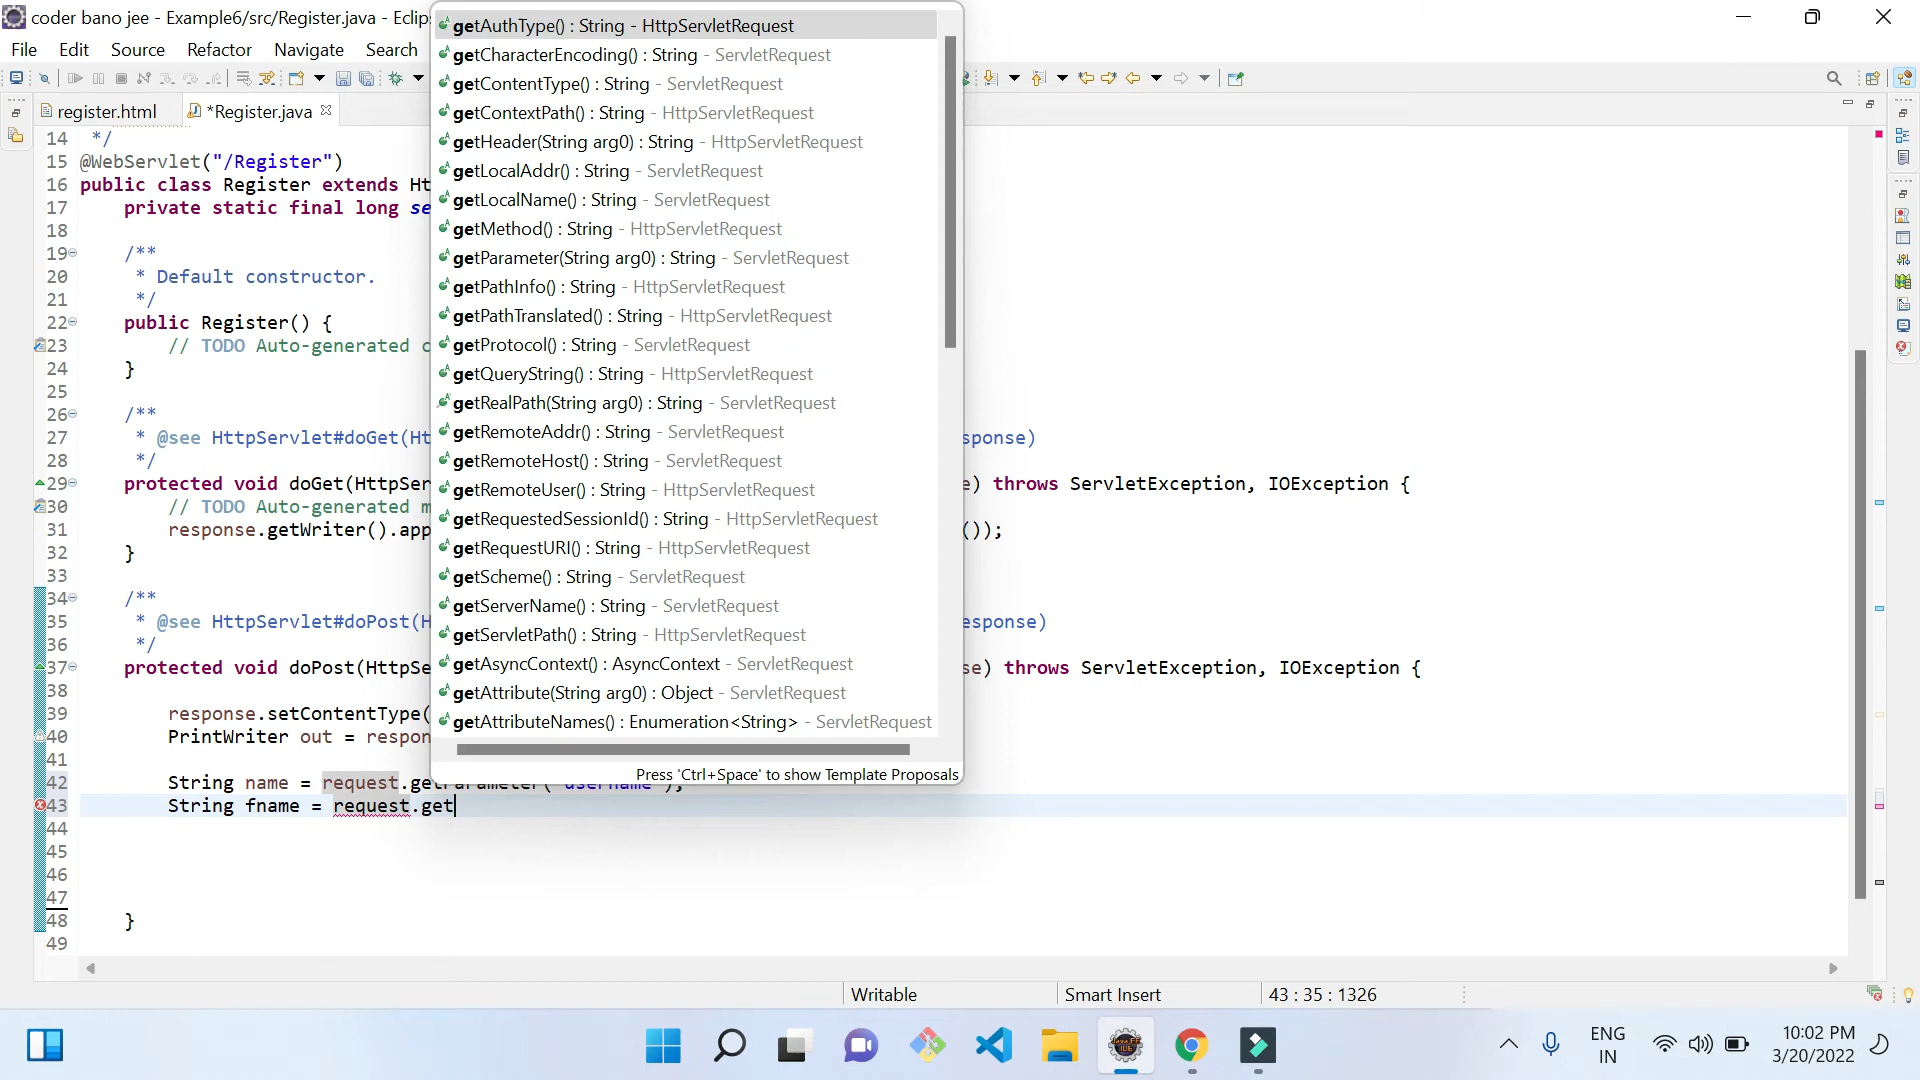 coder bano jee - Example6/src/Register.java - Eclip
File Edit Source Refactor Navigate Search
register.html *Register.java
14 */
15 @WebServlet("/Register")
16 public class Register extends Ht
17 private static final long se
18
19 /**
20 * Default constructor.
21 */
22 public Register() {
23 // TODO Auto-generated c
24 }
25
26 /**
27 * @see HttpServlet#doGet(Ht sponse)
28 */
29 protected void doGet(HttpSer e) throws ServletException, IOException {
30 // TODO Auto-generated m
31 response.getWriter().app ());
32 }
33
34 /**
35 * @see HttpServlet#doPost(H esponse)
36 */
37 protected void doPost(HttpSe se) throws ServletException, IOException {
38
39 response.setContentType(
40 PrintWriter out = respon
41
42 String name = request.getParameter("username");
43 String fname = request.get
44
45
46
47
48 }
49
getAuthType() : String - HttpServletRequest
getCharacterEncoding() : String - ServletRequest
getContentType() : String - ServletRequest
getContextPath() : String - HttpServletRequest
getHeader(String arg0) : String - HttpServletRequest
getLocalAddr() : String - ServletRequest
getLocalName() : String - ServletRequest
getMethod() : String - HttpServletRequest
getParameter(String arg0) : String - ServletRequest
getPathInfo() : String - HttpServletRequest
getPathTranslated() : String - HttpServletRequest
getProtocol() : String - ServletRequest
getQueryString() : String - HttpServletRequest
getRealPath(String arg0) : String - ServletRequest
getRemoteAddr() : String - ServletRequest
getRemoteHost() : String - ServletRequest
getRemoteUser() : String - HttpServletRequest
getRequestedSessionId() : String - HttpServletRequest
getRequestURI() : String - HttpServletRequest
getScheme() : String - ServletRequest
getServerName() : String - ServletRequest
getServletPath() : String - HttpServletRequest
getAsyncContext() : AsyncContext - ServletRequest
getAttribute(String arg0) : Object - ServletRequest
getAttributeNames() : Enumeration<String> - ServletRequest
Press 'Ctrl+Space' to show Template Proposals
Writable Smart Insert 43 : 35 : 1326
ENG
IN
10:02 PM
3/20/2022